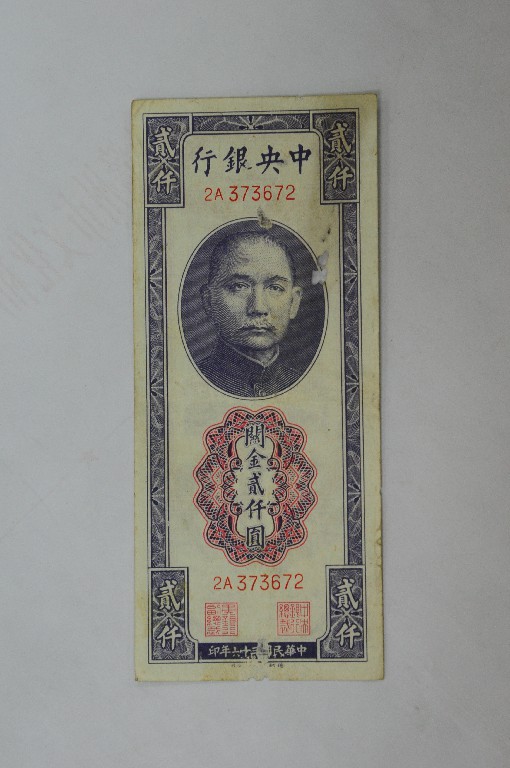 中央銀行
貳仟
貳仟
2A 373672
關金貳仟圓
2A 373672
貳仟
貳仟
中華民國三十六年印